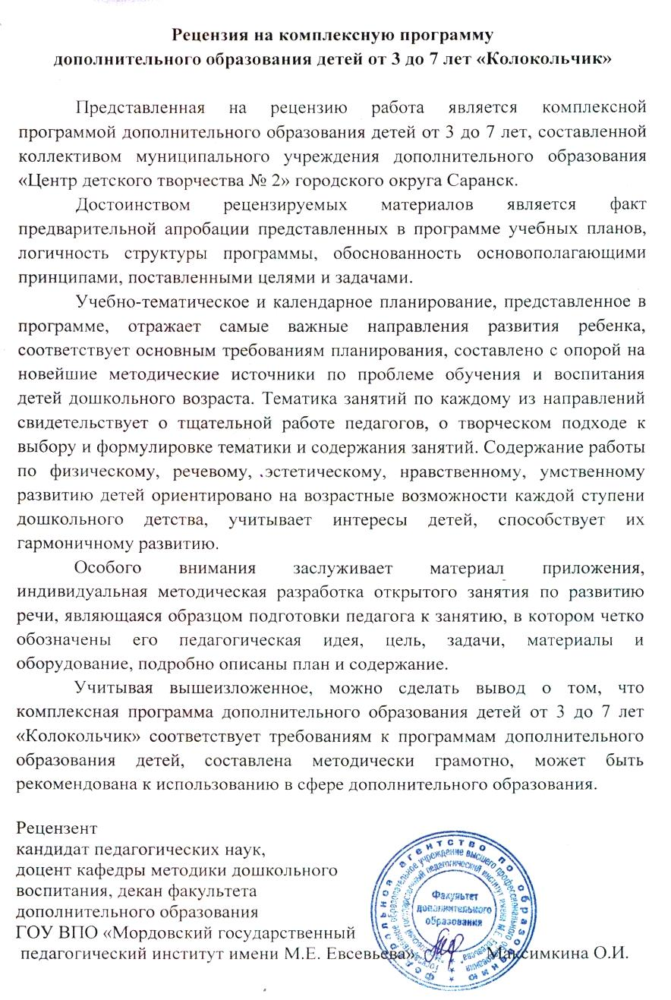 Рецензия на комплексную программу
дополнительного образования детей от 3 до 7 лет «Колокольчик»
Представленная на рецензию работа является комплексной
программой дополнительного образования детей от 3 до 7 лет, составленной
коллективом муниципального учреждения дополнительного образования
«Центр детского творчества № 2» городского округа Саранск.
Достоинством рецензируемых материалов является факт
предварительной апробации представленных в программе учебных планов,
логичность структуры программы, обоснованность основополагающими
принципами, поставленными целями и задачами.
Учебно-тематическое и календарное планирование, представленное в
программе, отражает самые важные направления развития ребенка,
соответствует основным требованиям планирования, составлено с опорой на
новейшие методические источники по проблеме обучения и воспитания
детей дошкольного возраста. Тематика занятий по каждому из направлений
свидетельствует о тщательной работе педагогов, о творческом подходе к
выбору и формулировке тематики и содержания занятий. Содержание работы
по физическому, речевому, эстетическому, нравственному, умственному
развитию детей ориентировано на возрастные возможности каждой ступени
дошкольного детства, учитывает интересы детей, способствует их
гармоничному развитию.
Особого внимания заслуживает материал приложения,
индивидуальная методическая разработка открытого занятия по развитию
речи, являющаяся образцом подготовки педагога к занятию, в котором четко
обозначены его педагогическая идея, цель, задачи, материалы и
оборудование, подробно описаны план и содержание.
Учитывая вышеизложенное, можно сделать вывод о том, что
комплексная программа дополнительного образования детей от 3 до 7 лет
«Колокольчик» соответствует требованиям к программам дополнительного
образования детей, составлена методически грамотно, может быть
рекомендована к использованию в сфере дополнительного образования.
Рецензент
кандидат педагогических наук,
доцент кафедры методики дошкольного
воспитания, декан факультета
дополнительного образования
ГОУ ВПО «Мордовский государственный
педагогический институт имени М.Е. Евсевьева» Максимкина О.И.
Федеральное агентство по образованию
Факультет
дополнительного
образования